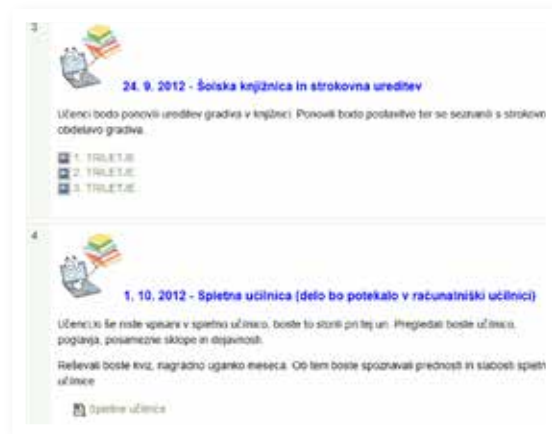 3
24. 9. 2012 - Šolska knjižnica in strokovna ureditev
Učenci bodo ponovili ureditev gradiva v knjižnici. Ponovili bodo postavitve ter se seznanili s strokovno
obdelavo gradiva.
1. TRILETJE
2. TRILETJE
3. TRILETJE
4
1. 10. 2012 - Spletna učilnica (delo bo potekalo v računalniški učilnici)
Učenci, ki še niste vpisani v spletno učilnico, boste to storili pri tej uri. Pregledali boste učilnico,
poglavja, posamezne sklope in dejavnosti.
Reševali boste kviz, nagradno uganko meseca. Ob tem boste spoznavali prednosti in slabosti spletn
učilnice
Spletna učilnica